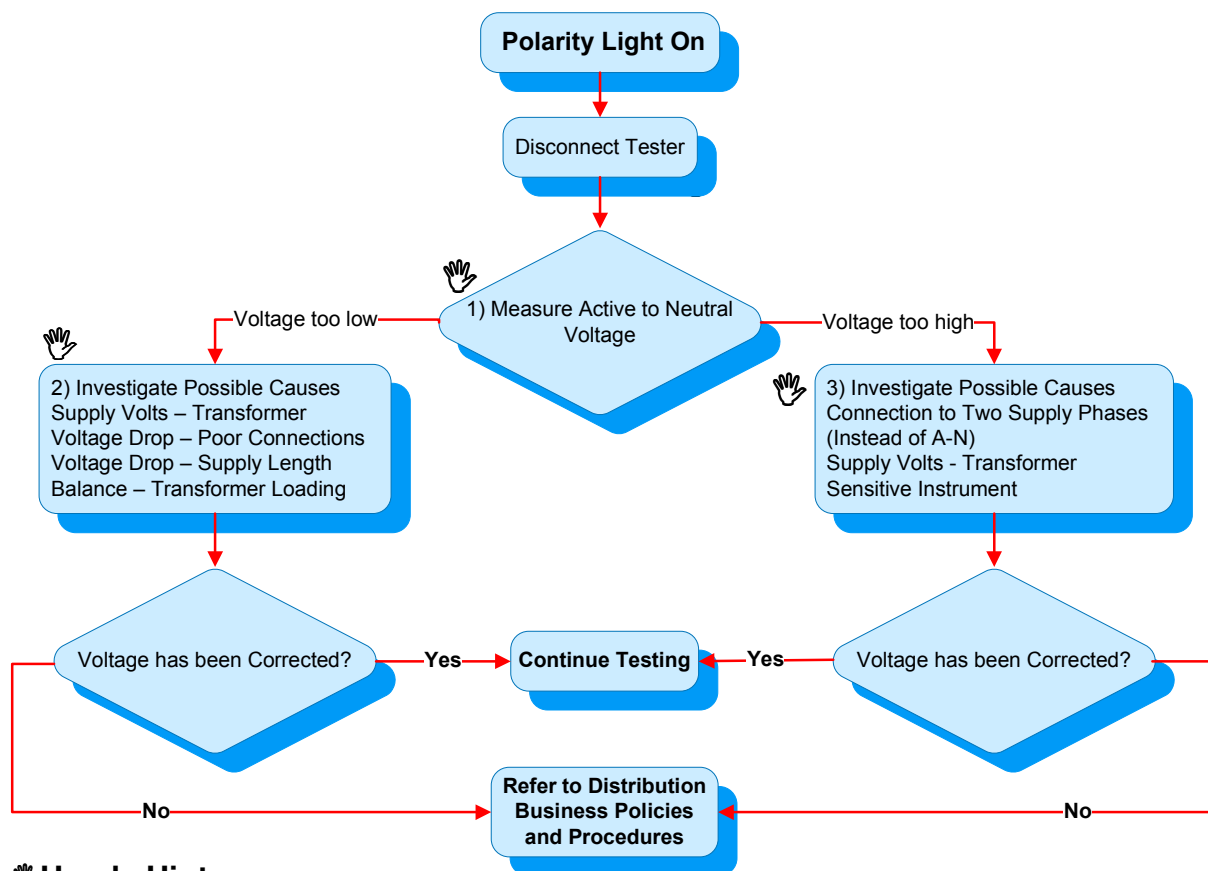 Polarity Light On
Disconnect Tester
1) Measure Active to Neutral
Voltage
Voltage too low
Voltage too high
2) Investigate Possible Causes
Supply Volts – Transformer
Voltage Drop – Poor Connections
Voltage Drop – Supply Length
Balance – Transformer Loading
3) Investigate Possible Causes
Connection to Two Supply Phases
(Instead of A-N)
Supply Volts - Transformer
Sensitive Instrument
Voltage has been Corrected?
Yes
Continue Testing
Yes
Voltage has been Corrected?
No
Refer to Distribution
Business Policies
and Procedures
No